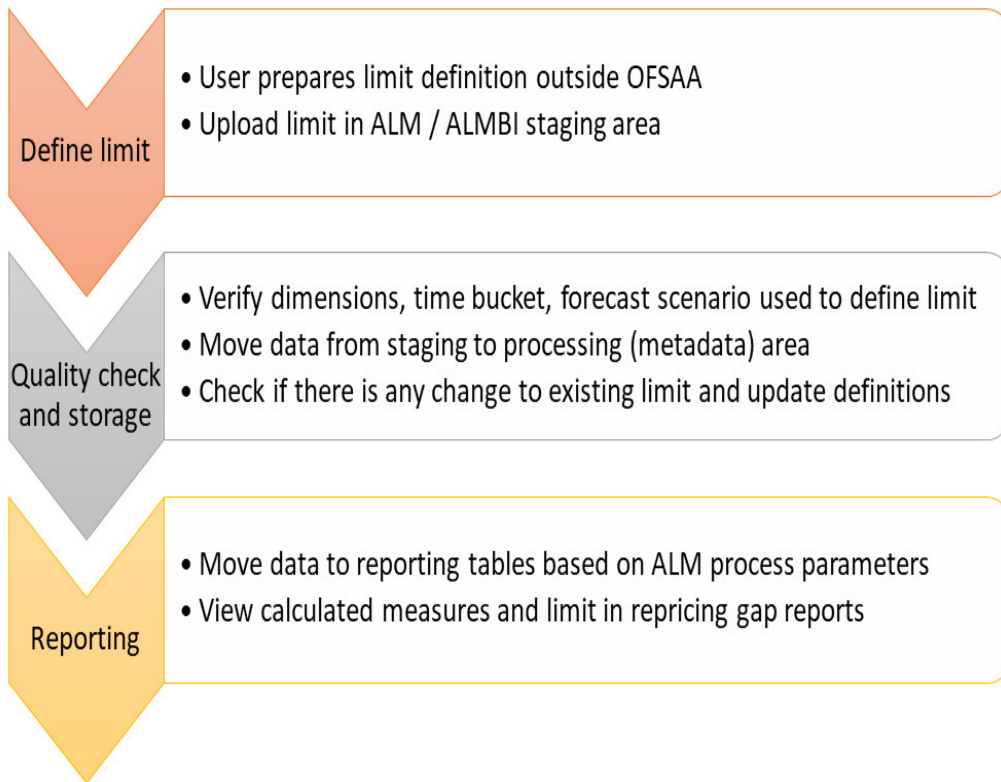 Define limit
• User prepares limit definition outside OFSAA
• Upload limit in ALM / ALMBI staging area
Quality check
and storage
• Verify dimensions, time bucket, forecast scenario used to define limit
• Move data from staging to processing (metadata) area
• Check if there is any change to existing limit and update definitions
Reporting
• Move data to reporting tables based on ALM process parameters
• View calculated measures and limit in repricing gap reports